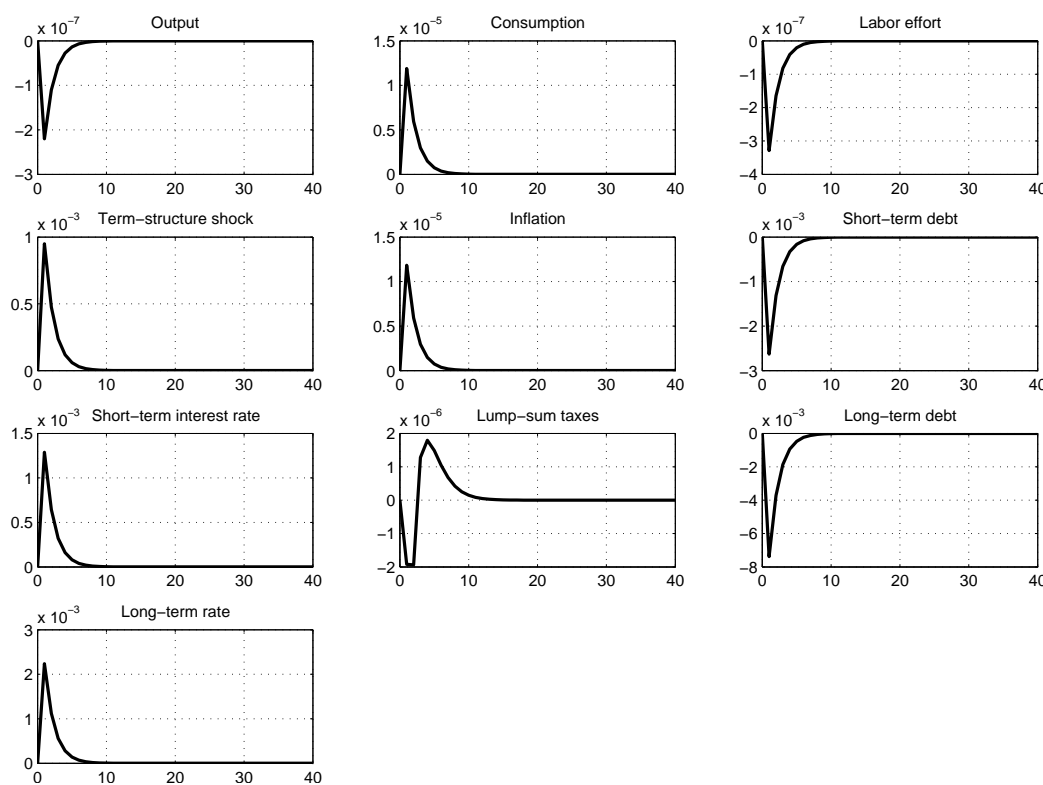 x 10−7 Output
0
−1
−2
−3
0 10 20 30 40
x 10−5 Consumption
1.5
1
0.5
0
0 10 20 30 40
x 10−7 Labor effort
0
−1
−2
−3
−4
0 10 20 30 40
x 10−3 Term−structure shock
1
0.5
0
0 10 20 30 40
x 10−5 Inflation
1.5
1
0.5
0
0 10 20 30 40
x 10−3 Short−term debt
0
−1
−2
−3
0 10 20 30 40
x 10−3 Short−term interest rate
1.5
1
0.5
0
0 10 20 30 40
x 10−6 Lump−sum taxes
2
1
0
−1
−2
0 10 20 30 40
x 10−3 Long−term debt
0
−2
−4
−6
−8
0 10 20 30 40
x 10−3 Long−term rate
3
2
1
0
0 10 20 30 40